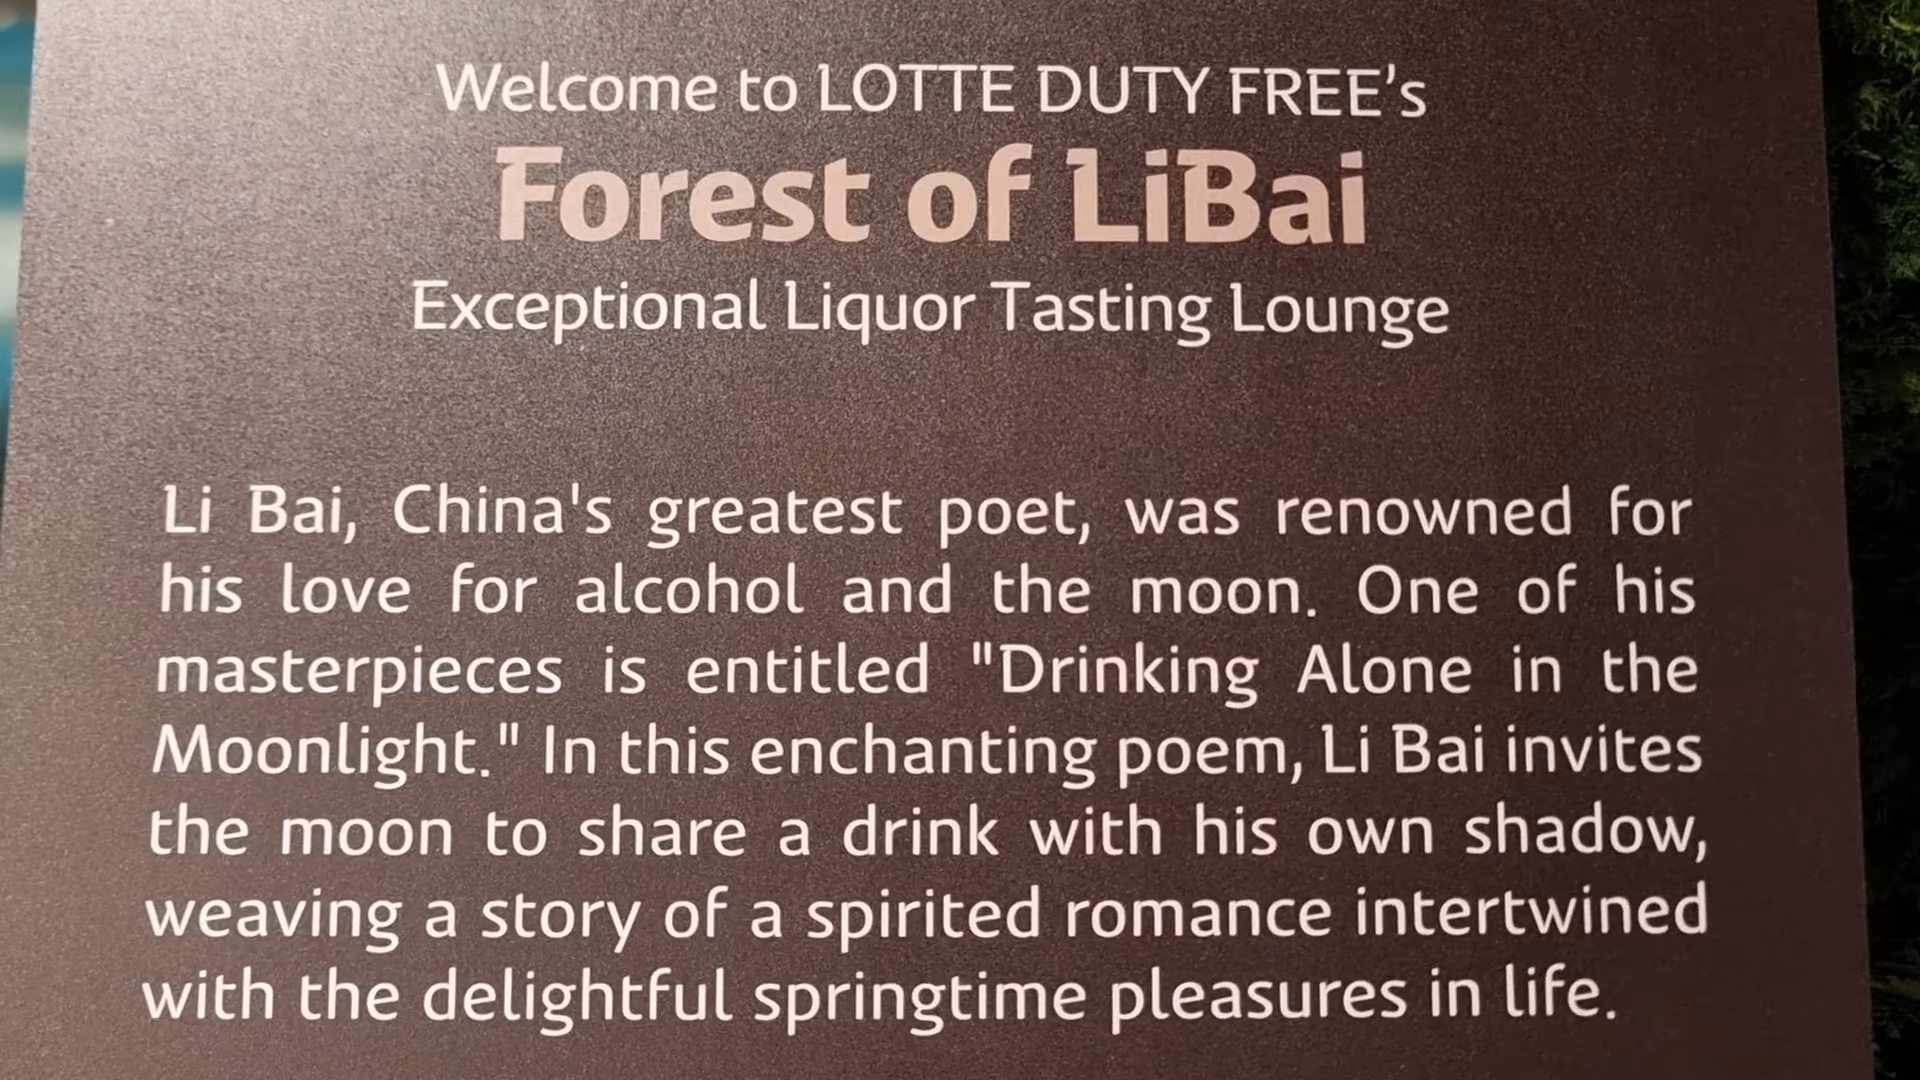 Welcome to LOTTE DUTY FREE's
Forest of LiBai
Exceptional Liquor Tasting Lounge
Li Bai, China's greatest poet, was renowned for
his love for alcohol and the moon. One of his
masterpieces is entitled "Drinking Alone in the
Moonlight." In this enchanting poem, Li Bai invites
the moon to share a drink with his own shadow,
weaving a story of a spirited romance intertwined
with the delightful springtime pleasures in life.